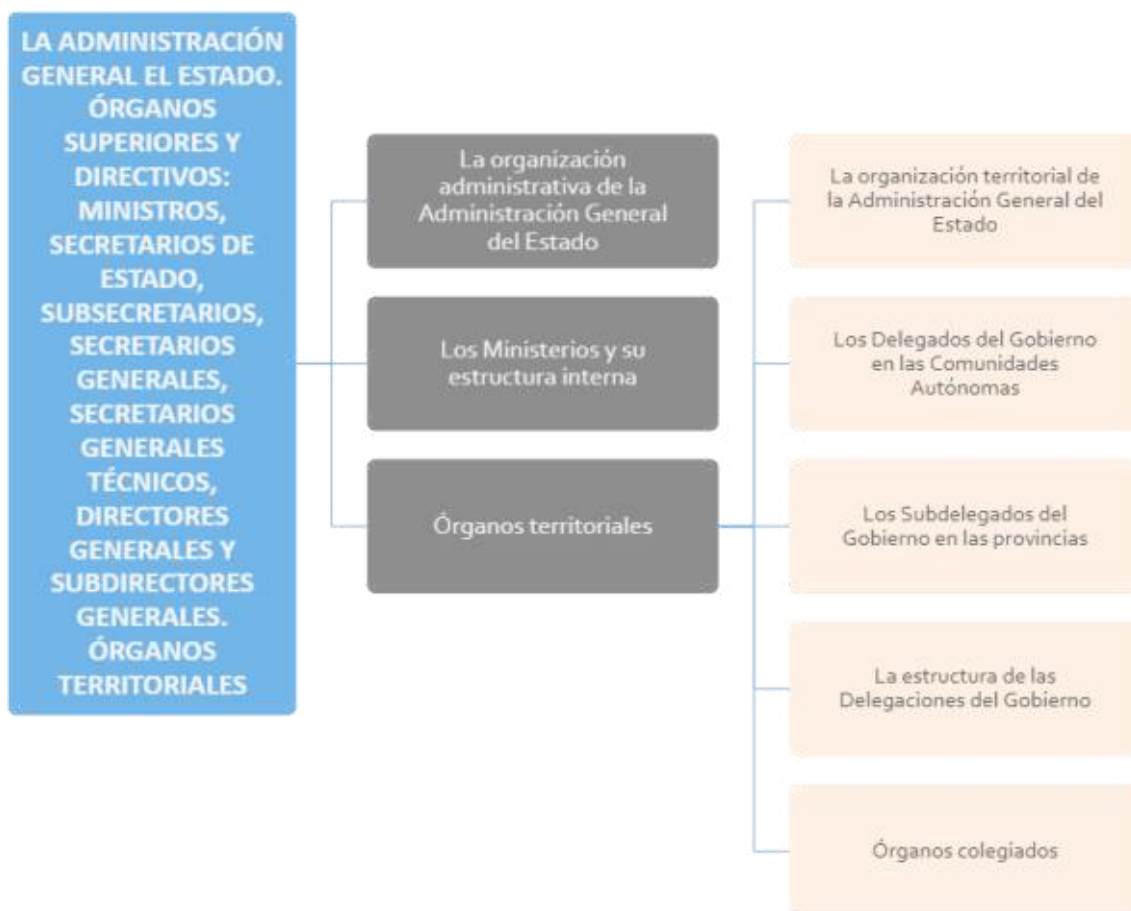 LA ADMINISTRACIÓN
GENERAL EL ESTADO.
ÓRGANOS
SUPERIORES Y
DIRECTIVOS:
MINISTROS,
SECRETARIOS DE
ESTADO,
SUBSECRETARIOS,
SECRETARIOS
GENERALES,
SECRETARIOS
GENERALES
TÉCNICOS,
DIRECTORES
GENERALES Y
SUBDIRECTORES
GENERALES.
ÓRGANOS
TERRITORIALES
La organización
administrativa de la
Administración General
del Estado
Los Ministerios y su
estructura interna
Órganos territoriales
La organización territorial de
la Administración General del
Estado
Los Delegados del Gobierno
en las Comunidades
Autónomas
Los Subdelegados del
Gobierno en las provincias
La estructura de las
Delegaciones del Gobierno
Órganos colegiados